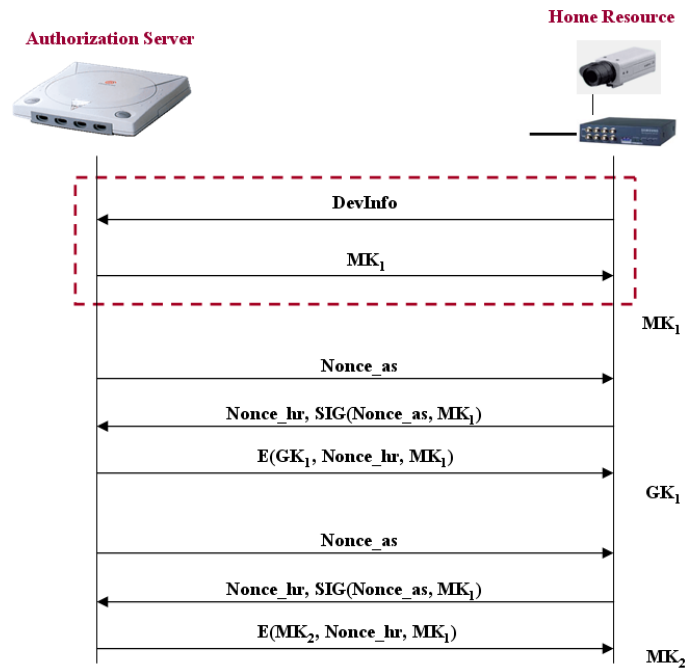 Home Resource
Authorization Server
DevInfo
MK₁
MK₁
Nonce_as
Nonce_hr, SIG(Nonce_as, MK₁)
E(GK₁, Nonce_hr, MK₁)
GK₁
Nonce_as
Nonce_hr, SIG(Nonce_as, MK₁)
E(MK₂, Nonce_hr, MK₁)
MK₂